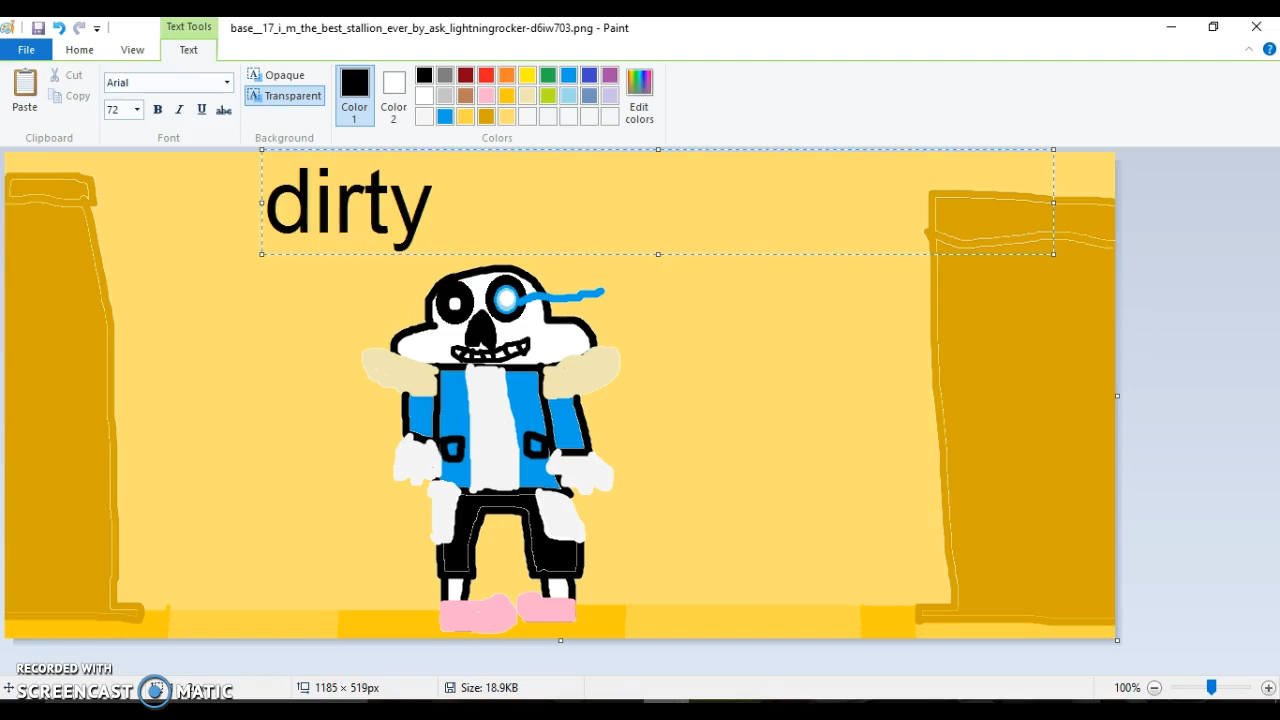 Text Tools
base__17_i_m_the_best_stallion_ever_by_ask_lightningrocker-d6iw703.png - Paint
File Home View Text
Paste
Cut
Copy
Clipboard
Arial
72 B I U abc
Font
Opaque
Transparent
Background
Color 1
Color 2
Edit colors
Colors
dirty
RECORDED WITH
SCREENCAST MATIC
1185 × 519px
Size: 18.9KB
100%